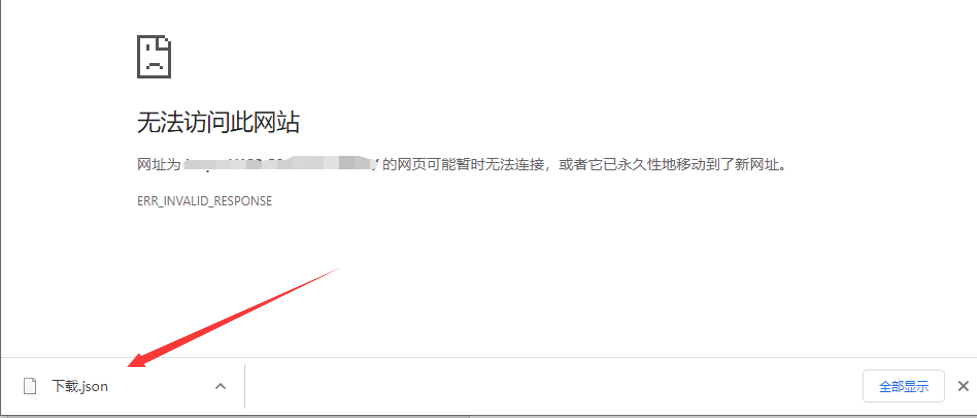 无法访问此网站
网址为 的网页可能暂时无法连接，或者它已永久性地移动到了新网址。
ERR_INVALID_RESPONSE
下载.json
全部显示